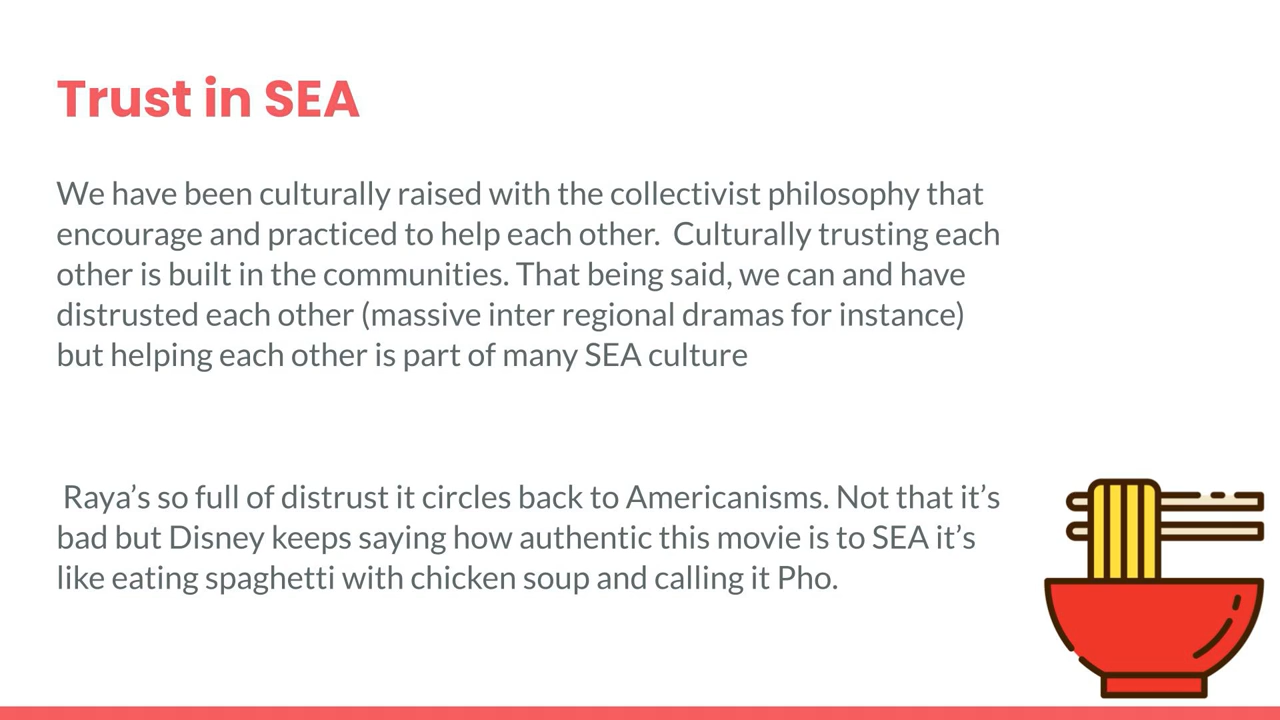 Trust in SEA
We have been culturally raised with the collectivist philosophy that
encourage and practiced to help each other.  Culturally trusting each
other is built in the communities. That being said, we can and have
distrusted each other (massive inter regional dramas for instance)
but helping each other is part of many SEA culture
Raya’s so full of distrust it circles back to Americanisms. Not that it’s
bad but Disney keeps saying how authentic this movie is to SEA it’s
like eating spaghetti with chicken soup and calling it Pho.